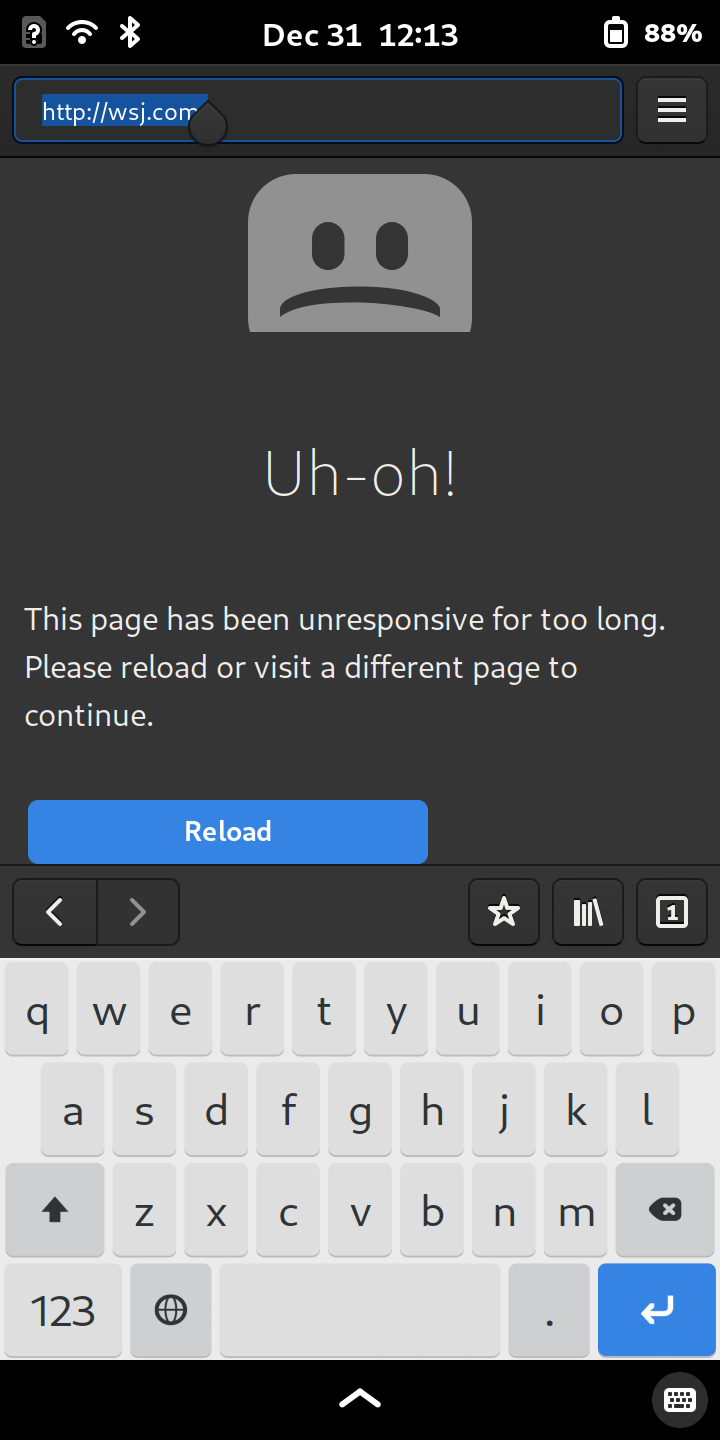 Dec 31 12:13 88%
http://wsj.com
Uh-oh!
This page has been unresponsive for too long.
Please reload or visit a different page to
continue.
Reload
1
q w e r t y u i o p
a s d f g h j k l
z x c v b n m
123 .